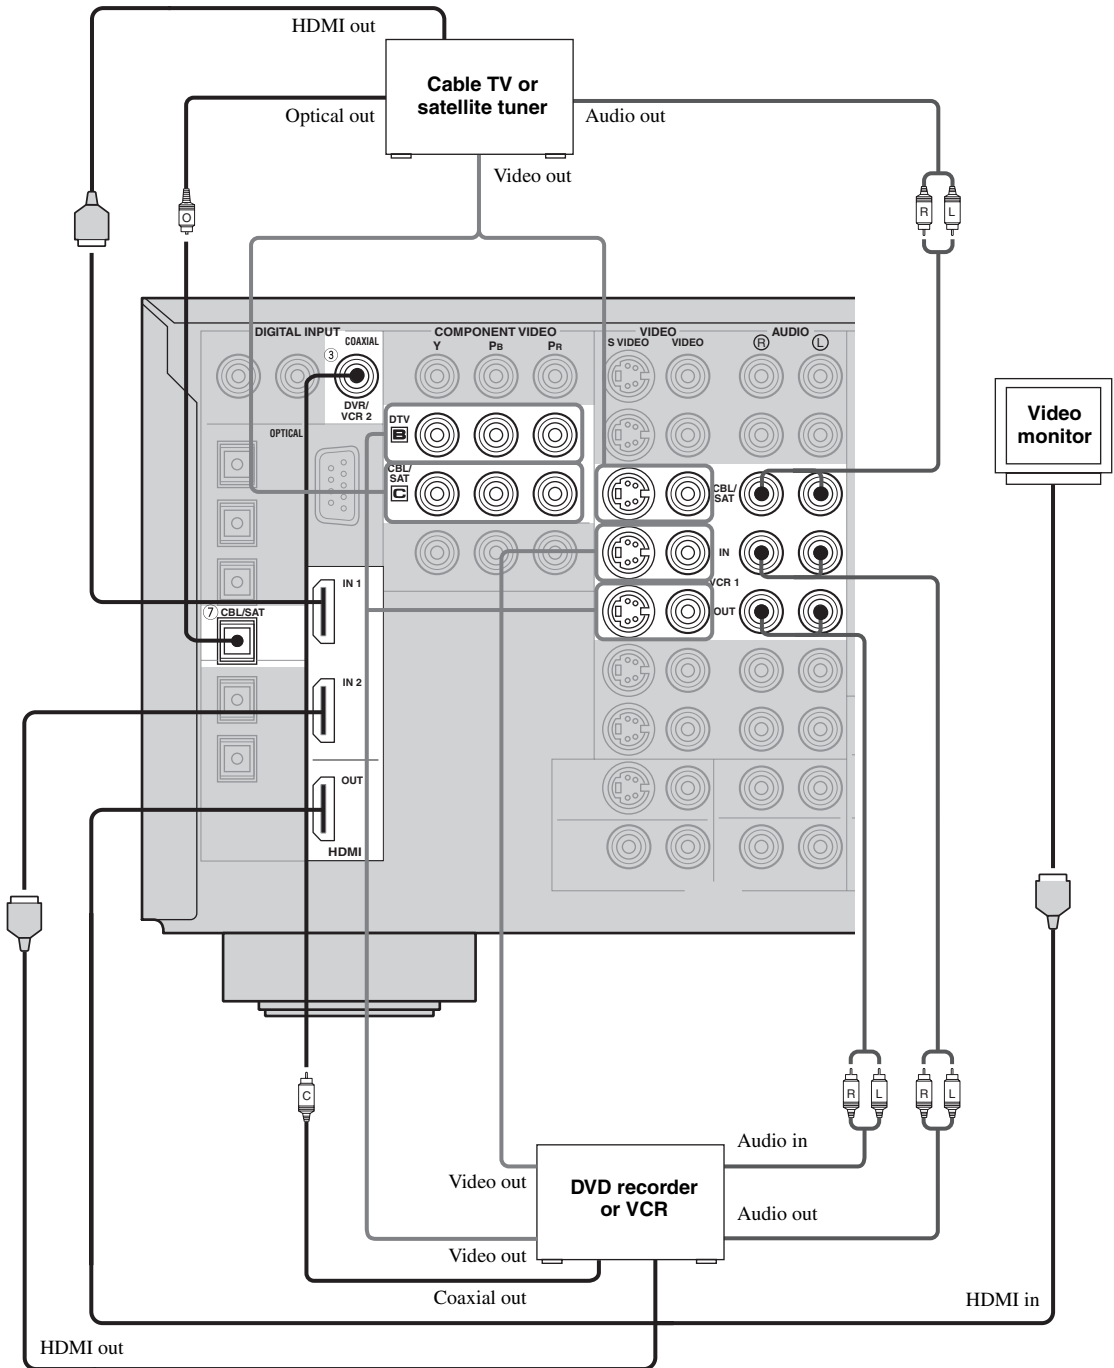 HDMI out
Cable TV or
satellite tuner
Optical out
Audio out
Video out
O
R L
DIGITAL INPUT
COMPONENT VIDEO
VIDEO
AUDIO
③ COAXIAL
Y PB PR
S VIDEO VIDEO
R L
DVR/
VCR 2
OPTICAL
DTV
B
CBL/
SAT
C
CBL/
SAT
IN
VCR 1
OUT
Video
monitor
IN 1
⑦ CBL/SAT
IN 2
OUT
HDMI
C
R L R L
Audio in
Video out
DVD recorder
or VCR
Audio out
Video out
Coaxial out
HDMI in
HDMI out